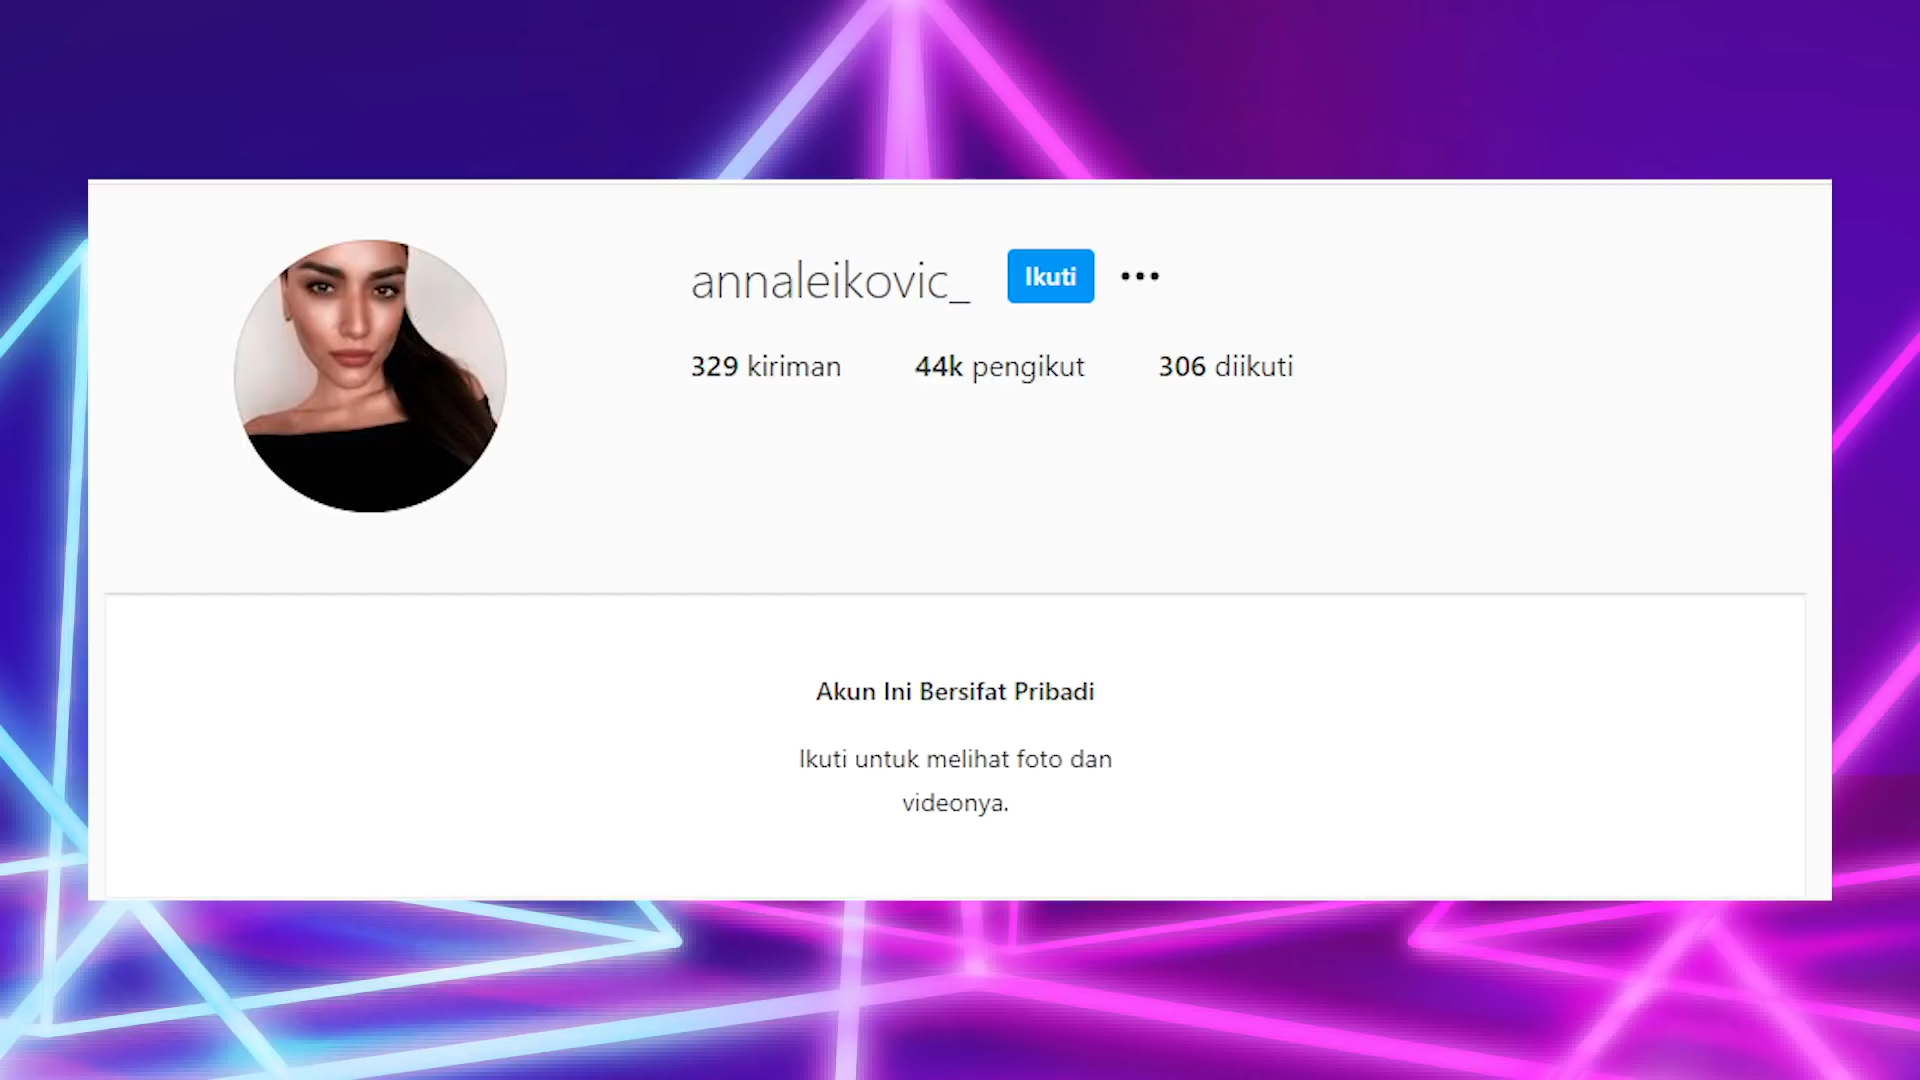 annaleikovic_ Ikuti
329 kiriman 44k pengikut 306 diikuti
Akun Ini Bersifat Pribadi
Ikuti untuk melihat foto dan
videonya.